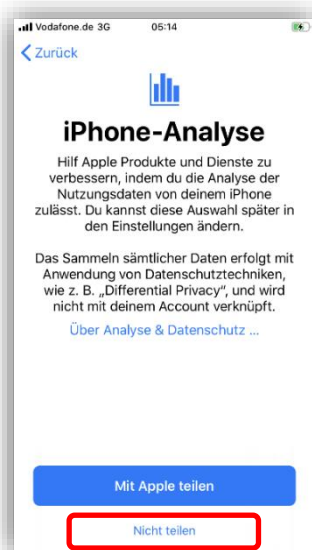 Vodafone.de 3G 05:14
Zurück
iPhone-Analyse
Hilf Apple Produkte und Dienste zu
verbessern, indem du die Analyse der
Nutzungsdaten von deinem iPhone
zulässt. Du kannst diese Auswahl später in
den Einstellungen ändern.
Das Sammeln sämtlicher Daten erfolgt mit
Anwendung von Datenschutztechniken,
wie z. B. „Differential Privacy“, und wird
nicht mit deinem Account verknüpft.
Über Analyse & Datenschutz ...
Mit Apple teilen
Nicht teilen